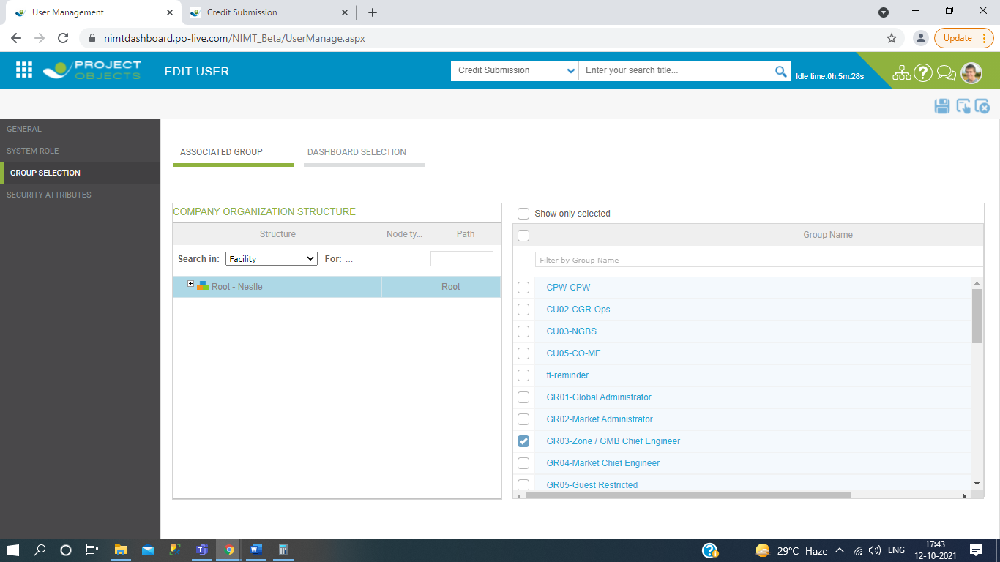 User Management
Credit Submission
nimtdashboard.po-live.com/NIMT_Beta/UserManage.aspx
Update
PROJECT
OBJECTS
EDIT USER
Credit Submission
Enter your search title...
Idle time:0h:5m:28s
GENERAL
SYSTEM ROLE
GROUP SELECTION
SECURITY ATTRIBUTES
ASSOCIATED GROUP
DASHBOARD SELECTION
COMPANY ORGANIZATION STRUCTURE
Structure Node ty... Path
Search in: Facility For: ...
Root - Nestle Root
Show only selected
Group Name
Filter by Group Name
CPW-CPW
CU02-CGR-Ops
CU03-NGBS
CU05-CO-ME
ff-reminder
GR01-Global Administrator
GR02-Market Administrator
GR03-Zone / GMB Chief Engineer
GR04-Market Chief Engineer
GR05-Guest Restricted
29°C Haze
ENG
17:43
12-10-2021